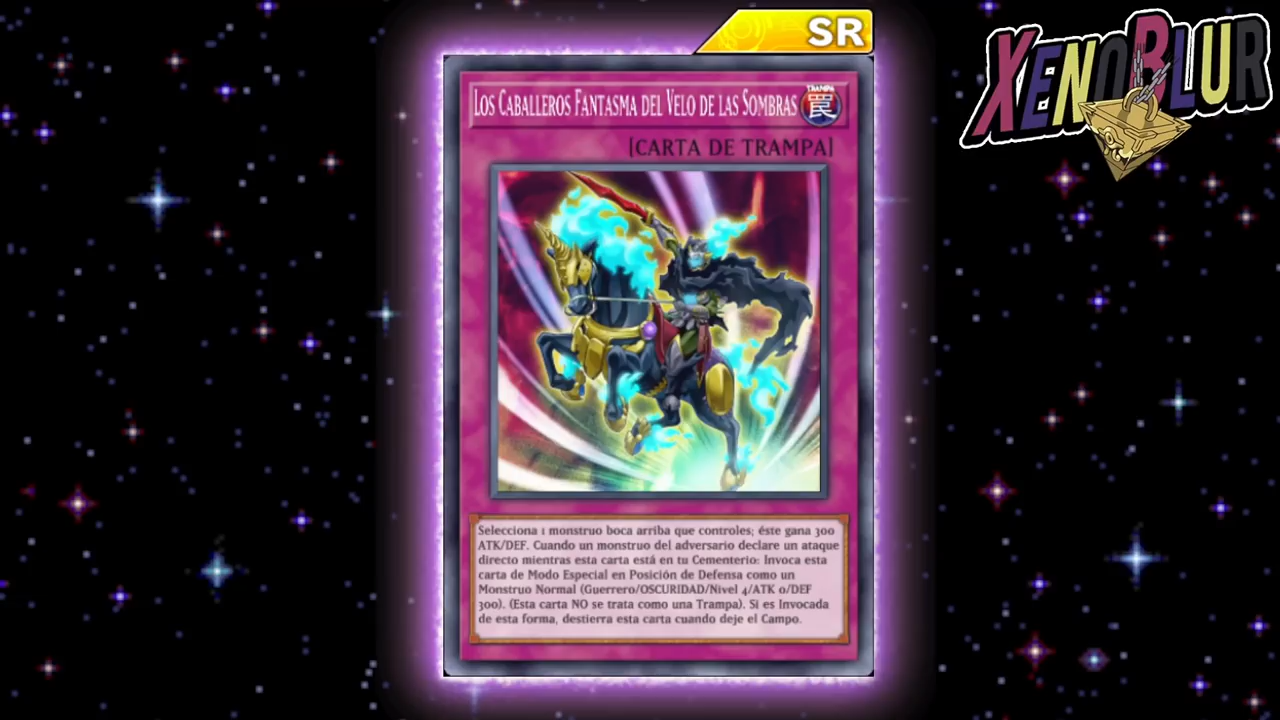 SR
XENOBLUR
LOS CABALLEROS FANTASMA DEL VELO DE LAS SOMBRAS
TRAMPA
罠
[CARTA DE TRAMPA]
Selecciona 1 monstruo boca arriba que controles; éste gana 300
ATK/DEF. Cuando un monstruo del adversario declare un ataque
directo mientras esta carta está en tu Cementerio: Invoca esta
carta de Modo Especial en Posición de Defensa como un
Monstruo Normal (Guerrero/OSCURIDAD/Nivel 4/ATK 0/DEF
300). (Esta carta NO se trata como una Trampa). Si es Invocada
de esta forma, destierra esta carta cuando deje el Campo.